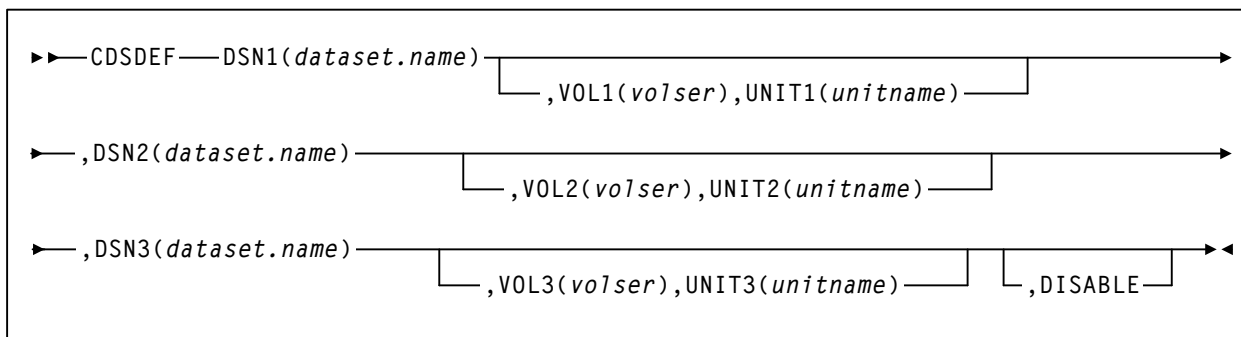 CDSDEF DSN1(dataset.name)
,VOL1(volser),UNIT1(unitname)
,DSN2(dataset.name)
,VOL2(volser),UNIT2(unitname)
,DSN3(dataset.name)
,VOL3(volser),UNIT3(unitname) ,DISABLE